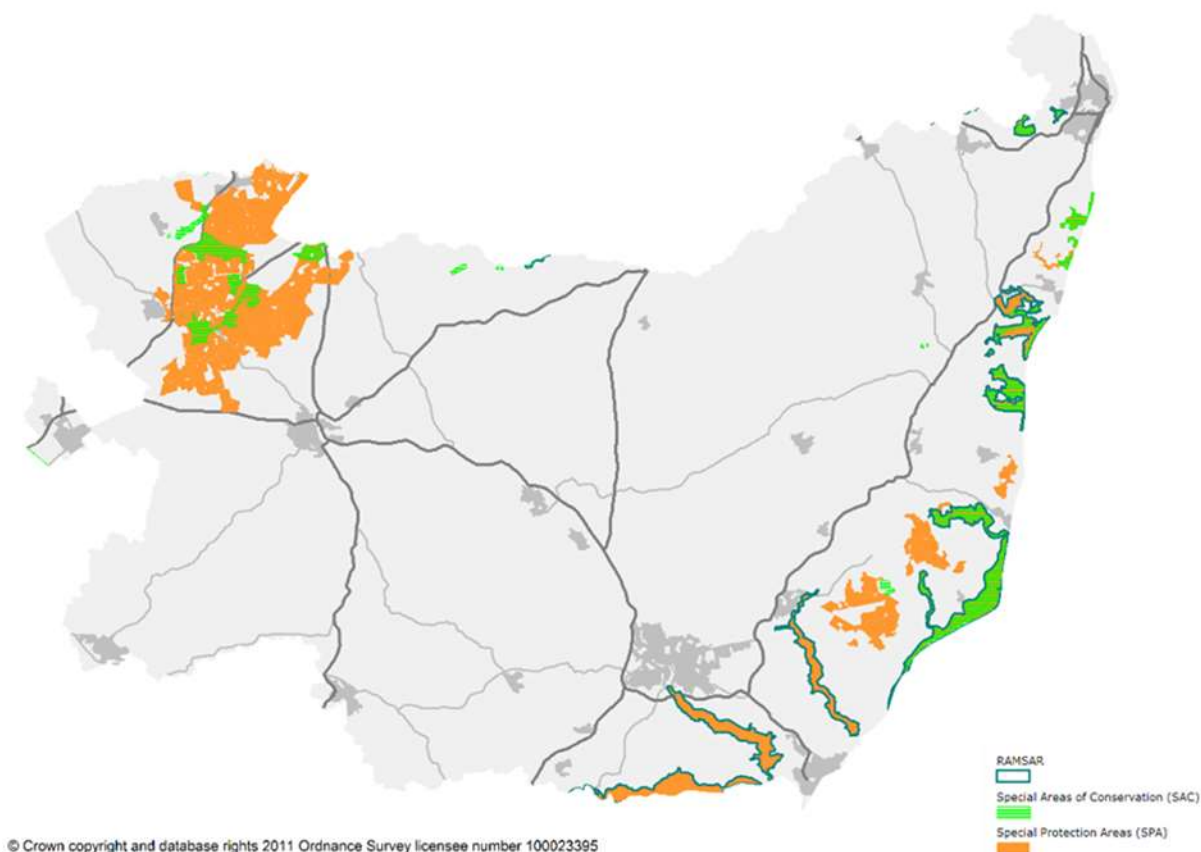 RAMSAR
Special Areas of Conservation (SAC)
Special Protection Areas (SPA)
© Crown copyright and database rights 2011 Ordnance Survey licensee number 100023395